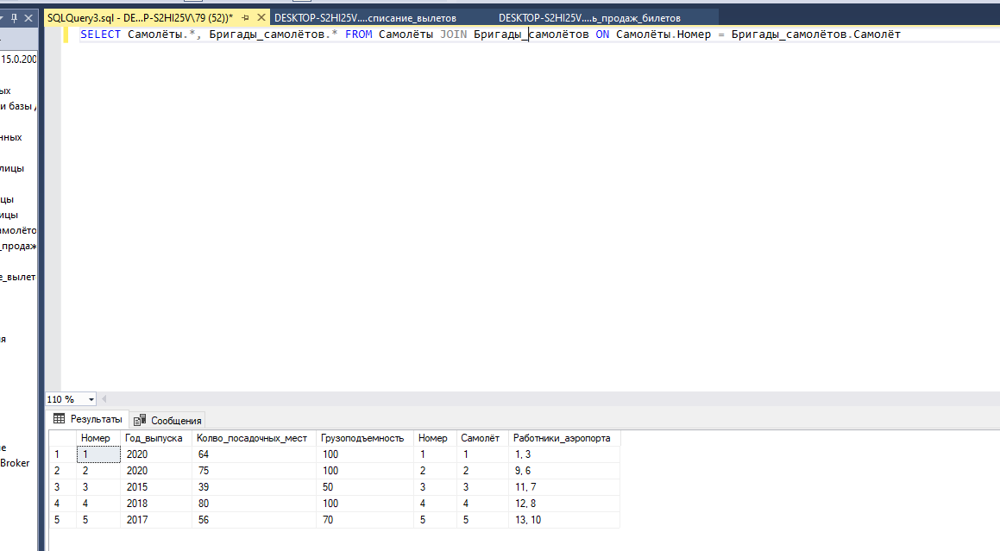 SQLQuery3.sql - DE...P-S2HI25V\79 (52))* DESKTOP-S2HI25V....списание_вылетов DESKTOP-S2HI25V....ь_продаж_билетов
SELECT Самолёты.*, Бригады_самолётов.* FROM Самолёты JOIN Бригады_самолётов ON Самолёты.Номер = Бригады_самолётов.Самолёт
15.0.200
ых
и базы
нных
лицы
цы
ицы
амолёто
_продаж
е_вылет
я
е
Broker
110 %
Результаты Сообщения
Номер Год_выпуска Колво_посадочных_мест Грузоподъемность Номер Самолёт Работники_аэропорта
1 1 2020 64 100 1 1 1, 3
2 2 2020 75 100 2 2 9, 6
3 3 2015 39 50 3 3 11, 7
4 4 2018 80 100 4 4 12, 8
5 5 2017 56 70 5 5 13, 10